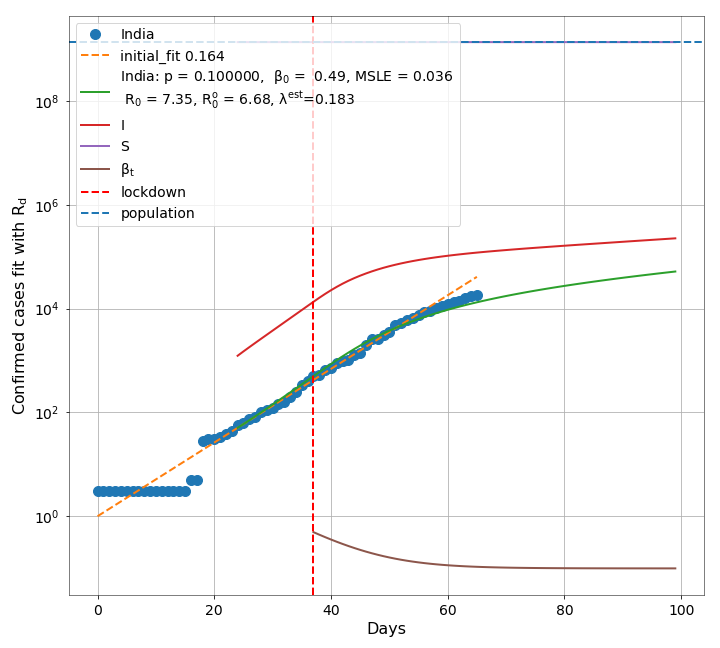 India
initial_fit 0.164
India: p = 0.100000,  β₀ =  0.49, MSLE = 0.036
R₀ = 7.35, R₀ᵒ = 6.68, λᵉˢᵗ=0.183
I
S
βₜ
lockdown
population
Confirmed cases fit with R_d
10⁸
10⁶
10⁴
10²
10⁰
0 20 40 60 80 100
Days